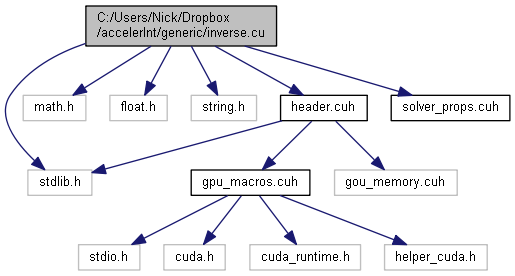 C:/Users/Nick/Dropbox
/accelerInt/generic/inverse.cu
math.h
float.h
string.h
header.cuh
solver_props.cuh
stdlib.h
gpu_macros.cuh
gou_memory.cuh
stdio.h
cuda.h
cuda_runtime.h
helper_cuda.h